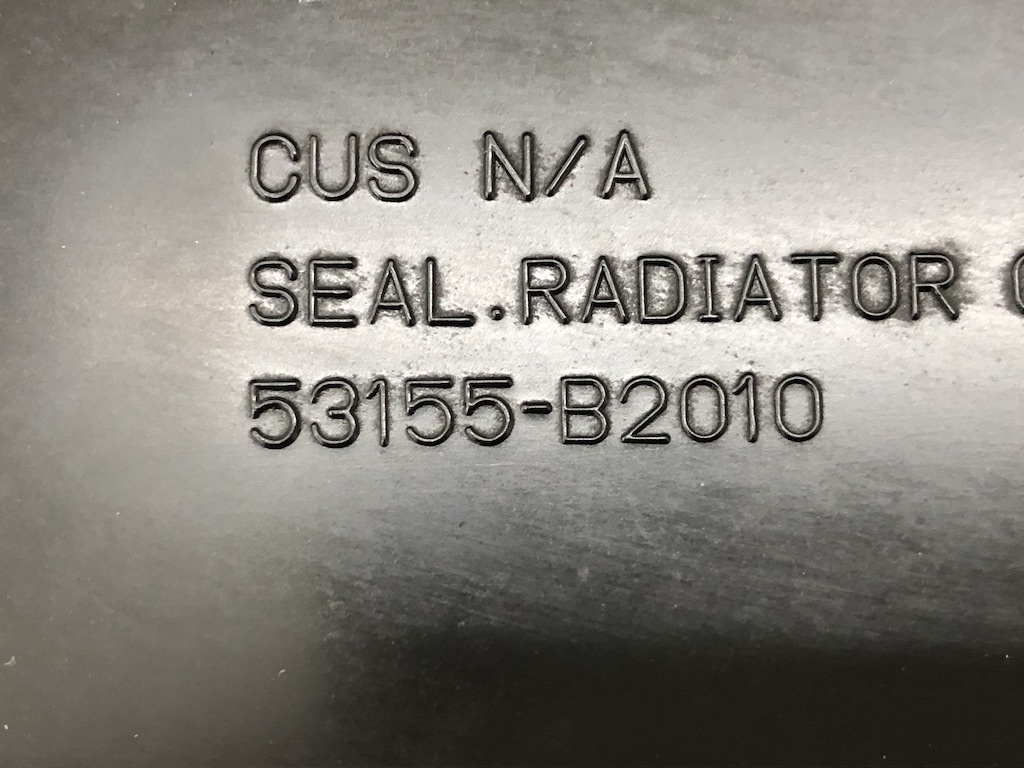 CUS N/A
SEAL.RADIATOR
53155-B2010